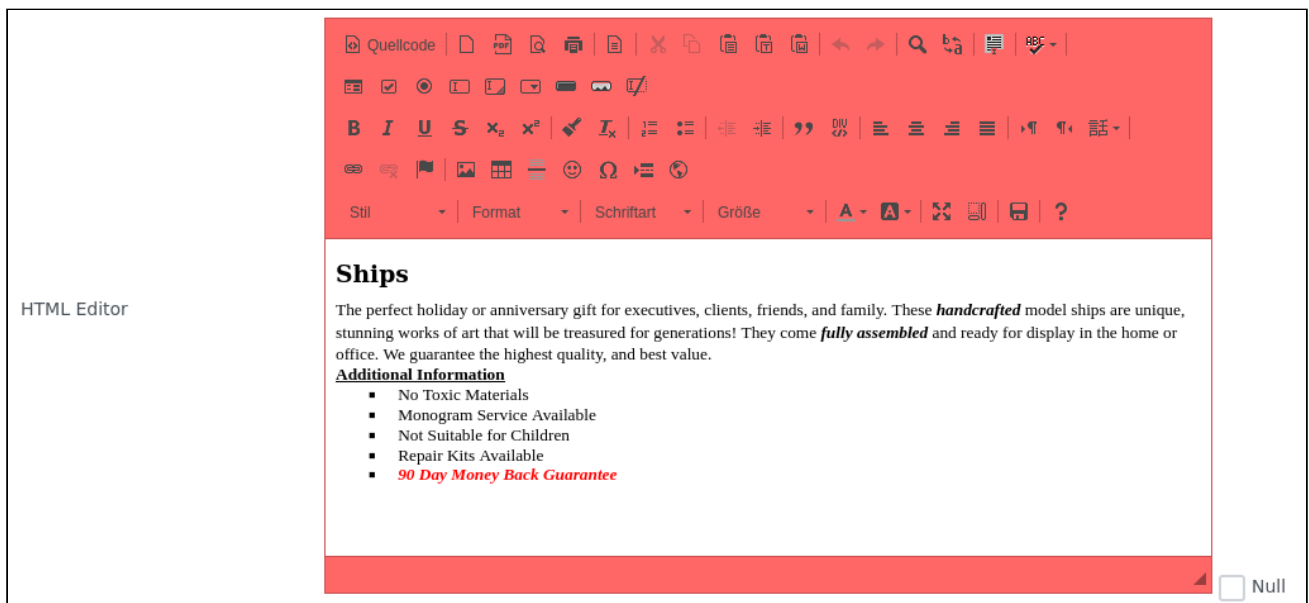 Quellcode
Stil Format Schriftart Größe
HTML Editor
Ships
The perfect holiday or anniversary gift for executives, clients, friends, and family. These handcrafted model ships are unique,
stunning works of art that will be treasured for generations! They come fully assembled and ready for display in the home or
office. We guarantee the highest quality, and best value.
Additional Information
No Toxic Materials
Monogram Service Available
Not Suitable for Children
Repair Kits Available
90 Day Money Back Guarantee
Null